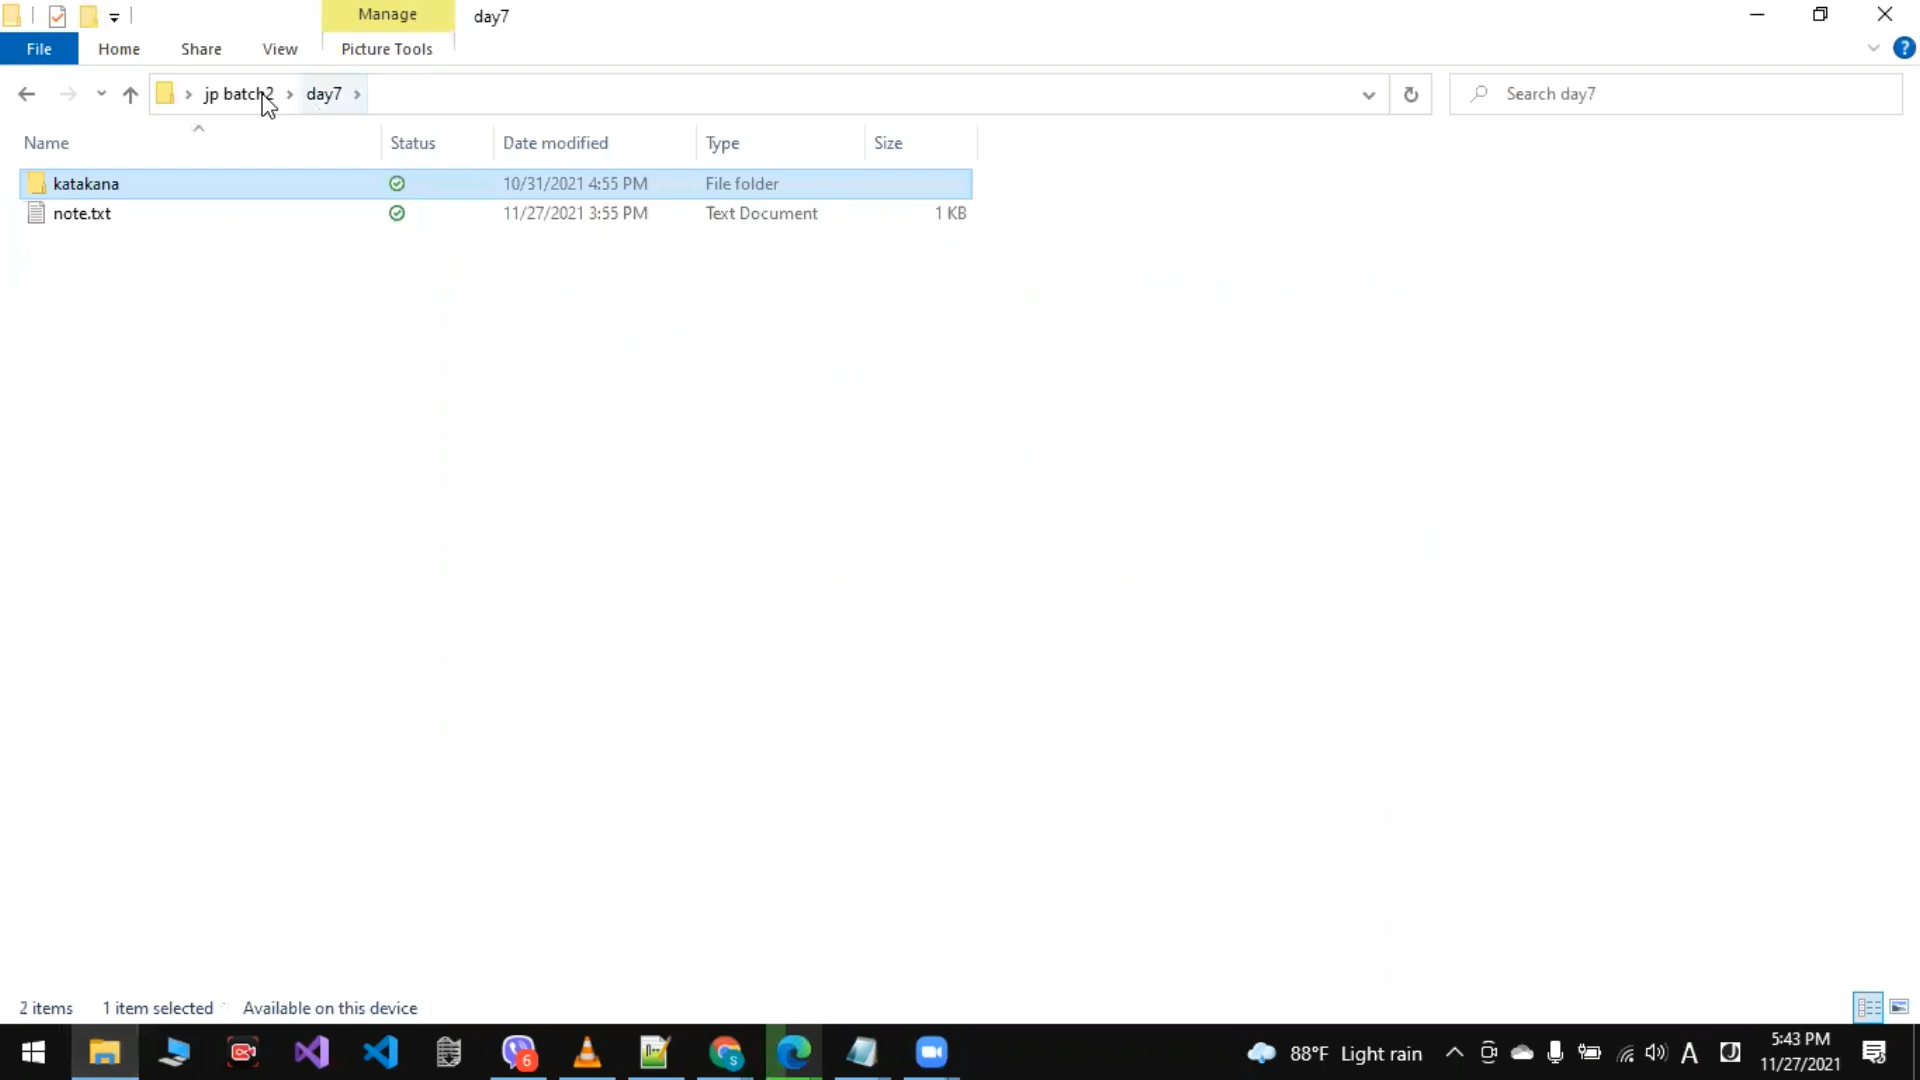 Manage
day7
File
Home
Share
View
Picture Tools
jp batch2
day7
Search day7
Name
Status
Date modified
Type
Size
katakana
10/31/2021 4:55 PM
File folder
note.txt
11/27/2021 3:55 PM
Text Document
1 KB
2 items
1 item selected
Available on this device
6
S
88°F Light rain
A
J
5:43 PM
11/27/2021